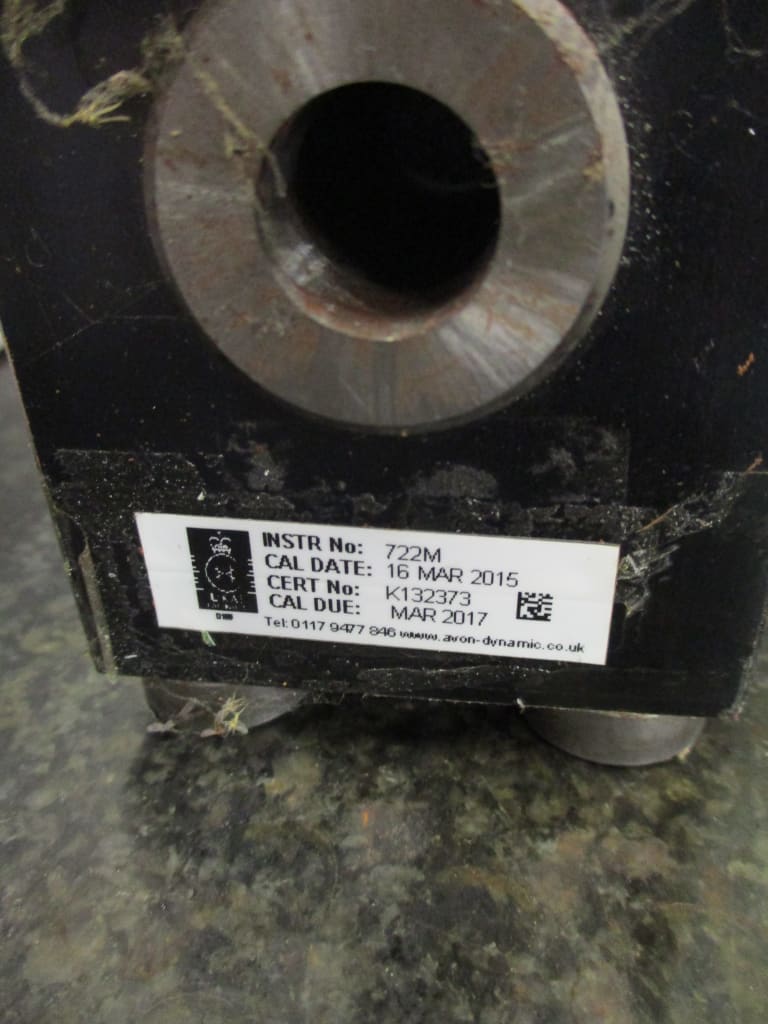 INSTR No: 722M
CAL DATE: 16 MAR 2015
CERT No: K132373
CAL DUE: MAR 2017
Tel: 0117 9477 846 www.avon-dynamic.co.uk